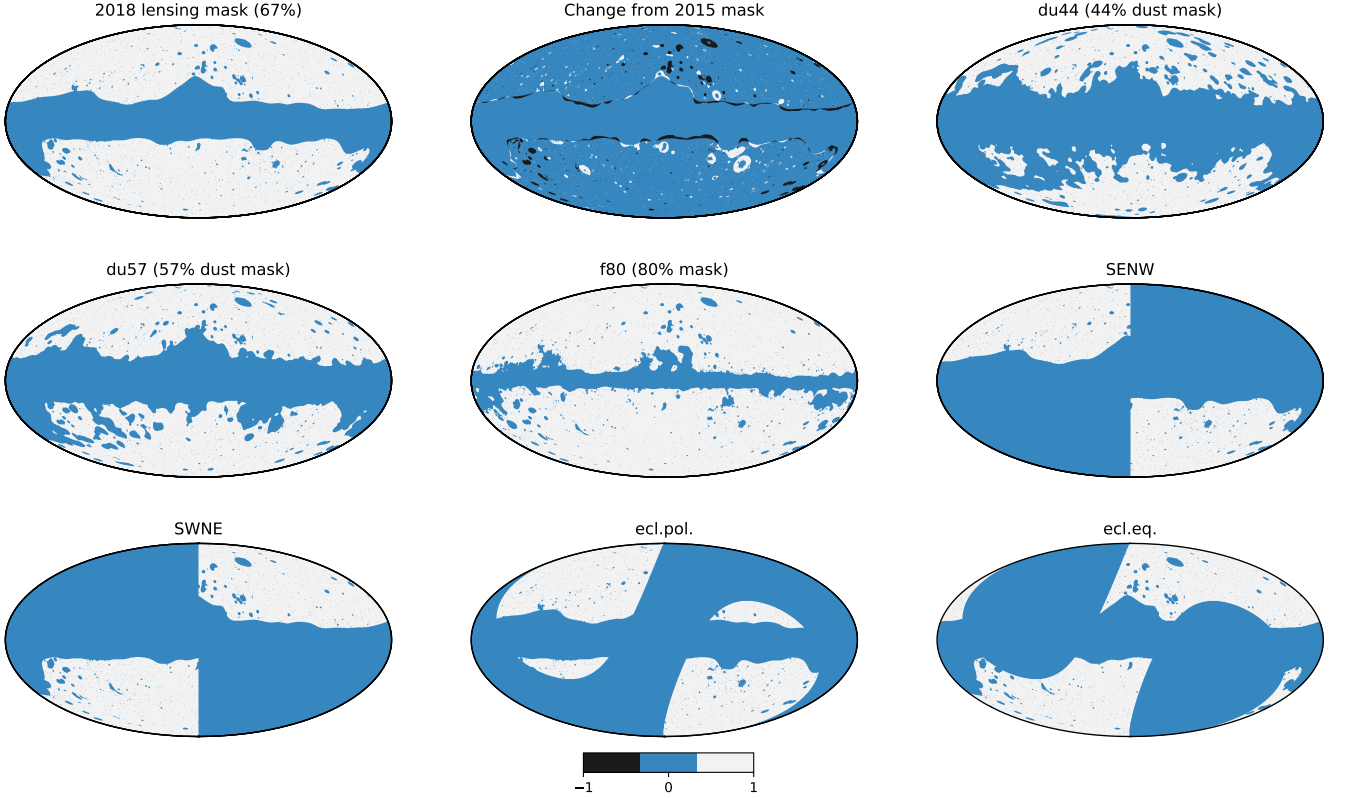 2018 lensing mask (67%)
Change from 2015 mask
du44 (44% dust mask)
du57 (57% dust mask)
f80 (80% mask)
SENW
SWNE
ecl.pol.
ecl.eq.
−1 0 1